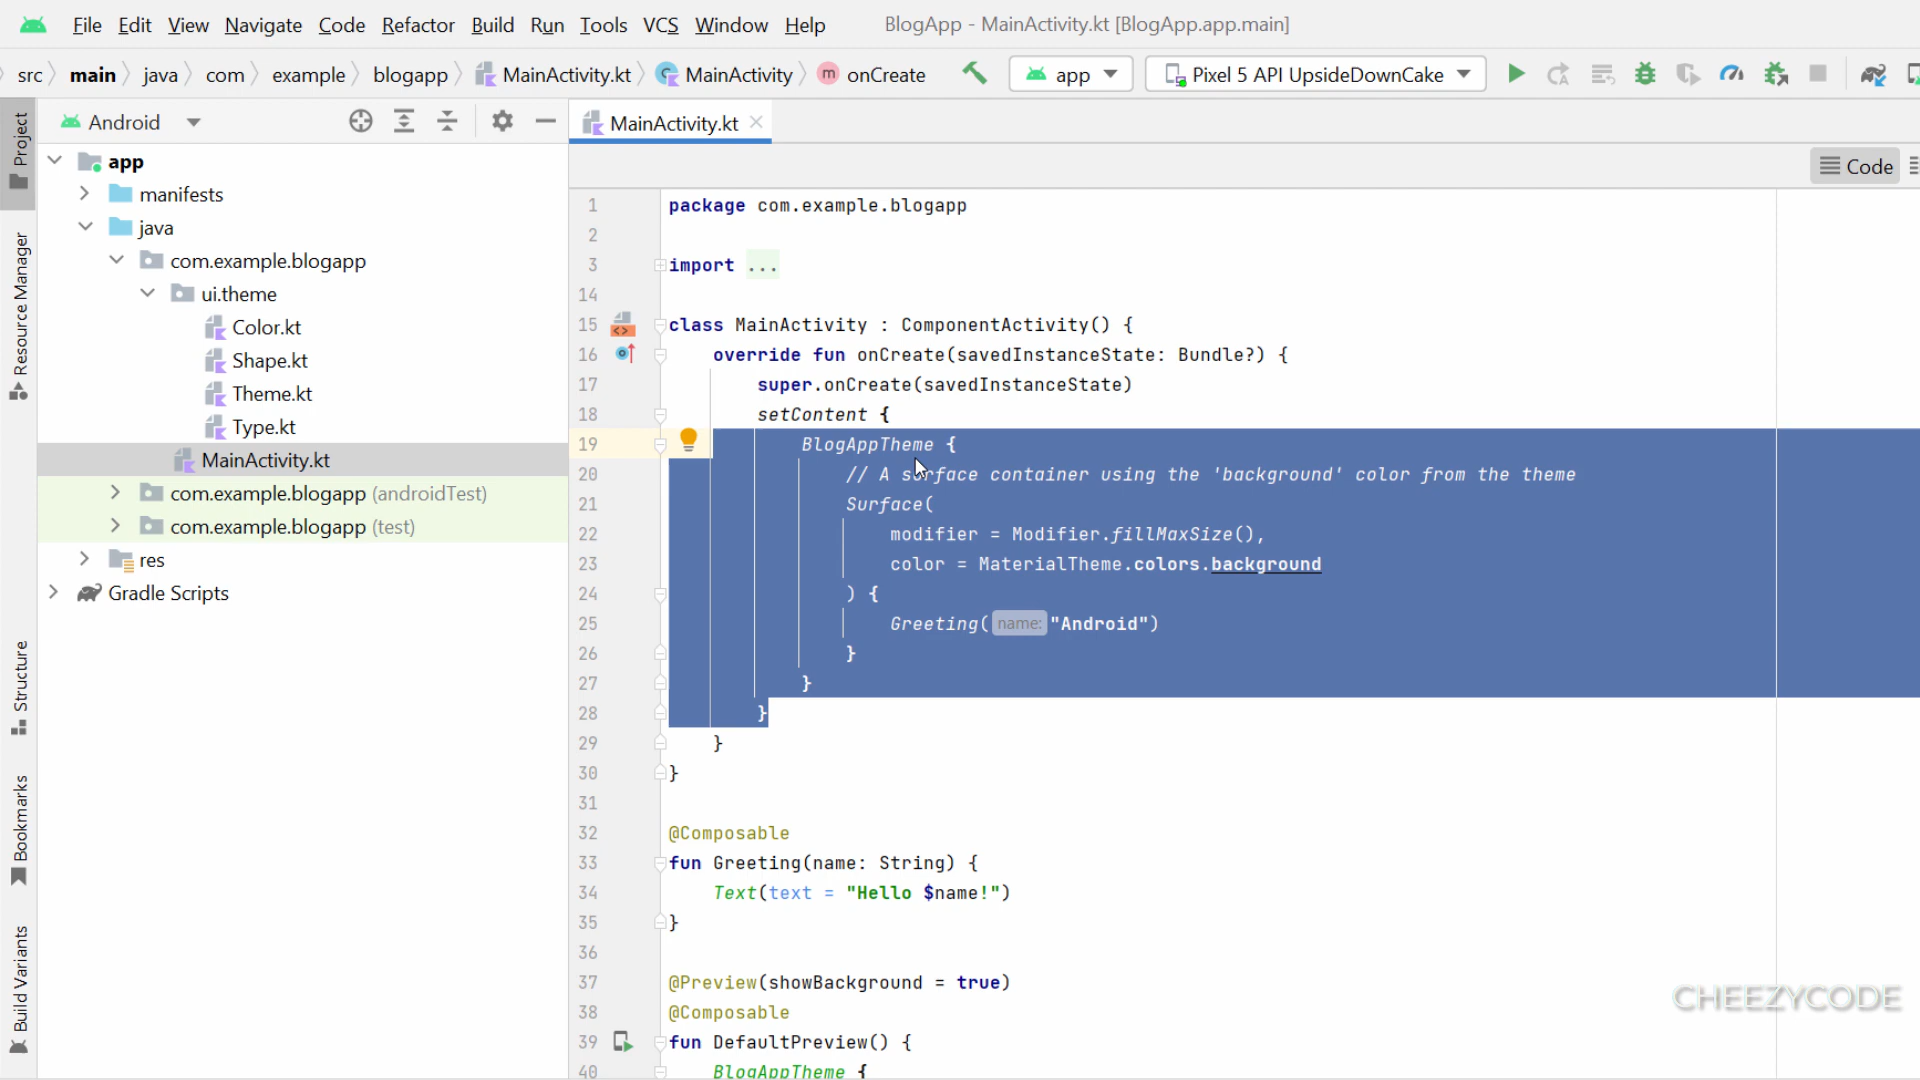 File Edit View Navigate Code Refactor Build Run Tools VCS Window Help BlogApp - MainActivity.kt [BlogApp.app.main]
src main java com example blogapp MainActivity.kt MainActivity onCreate app Pixel 5 API UpsideDownCake
Project
Resource Manager
Structure
Bookmarks
Build Variants
Android
app
manifests
java
com.example.blogapp
ui.theme
Color.kt
Shape.kt
Theme.kt
Type.kt
MainActivity.kt
com.example.blogapp (androidTest)
com.example.blogapp (test)
res
Gradle Scripts
MainActivity.kt
Code
1 package com.example.blogapp
2
3 import ...
14
15 class MainActivity : ComponentActivity() {
16 override fun onCreate(savedInstanceState: Bundle?) {
17 super.onCreate(savedInstanceState)
18 setContent {
19 BlogAppTheme {
20 // A surface container using the 'background' color from the theme
21 Surface(
22 modifier = Modifier.fillMaxSize(),
23 color = MaterialTheme.colors.background
24 ) {
25 Greeting( name: "Android")
26 }
27 }
28 }
29 }
30 }
31
32 @Composable
33 fun Greeting(name: String) {
34 Text(text = "Hello $name!")
35 }
36
37 @Preview(showBackground = true)
38 @Composable
39 fun DefaultPreview() {
40 BlogAppTheme {
CHEEZYCODE